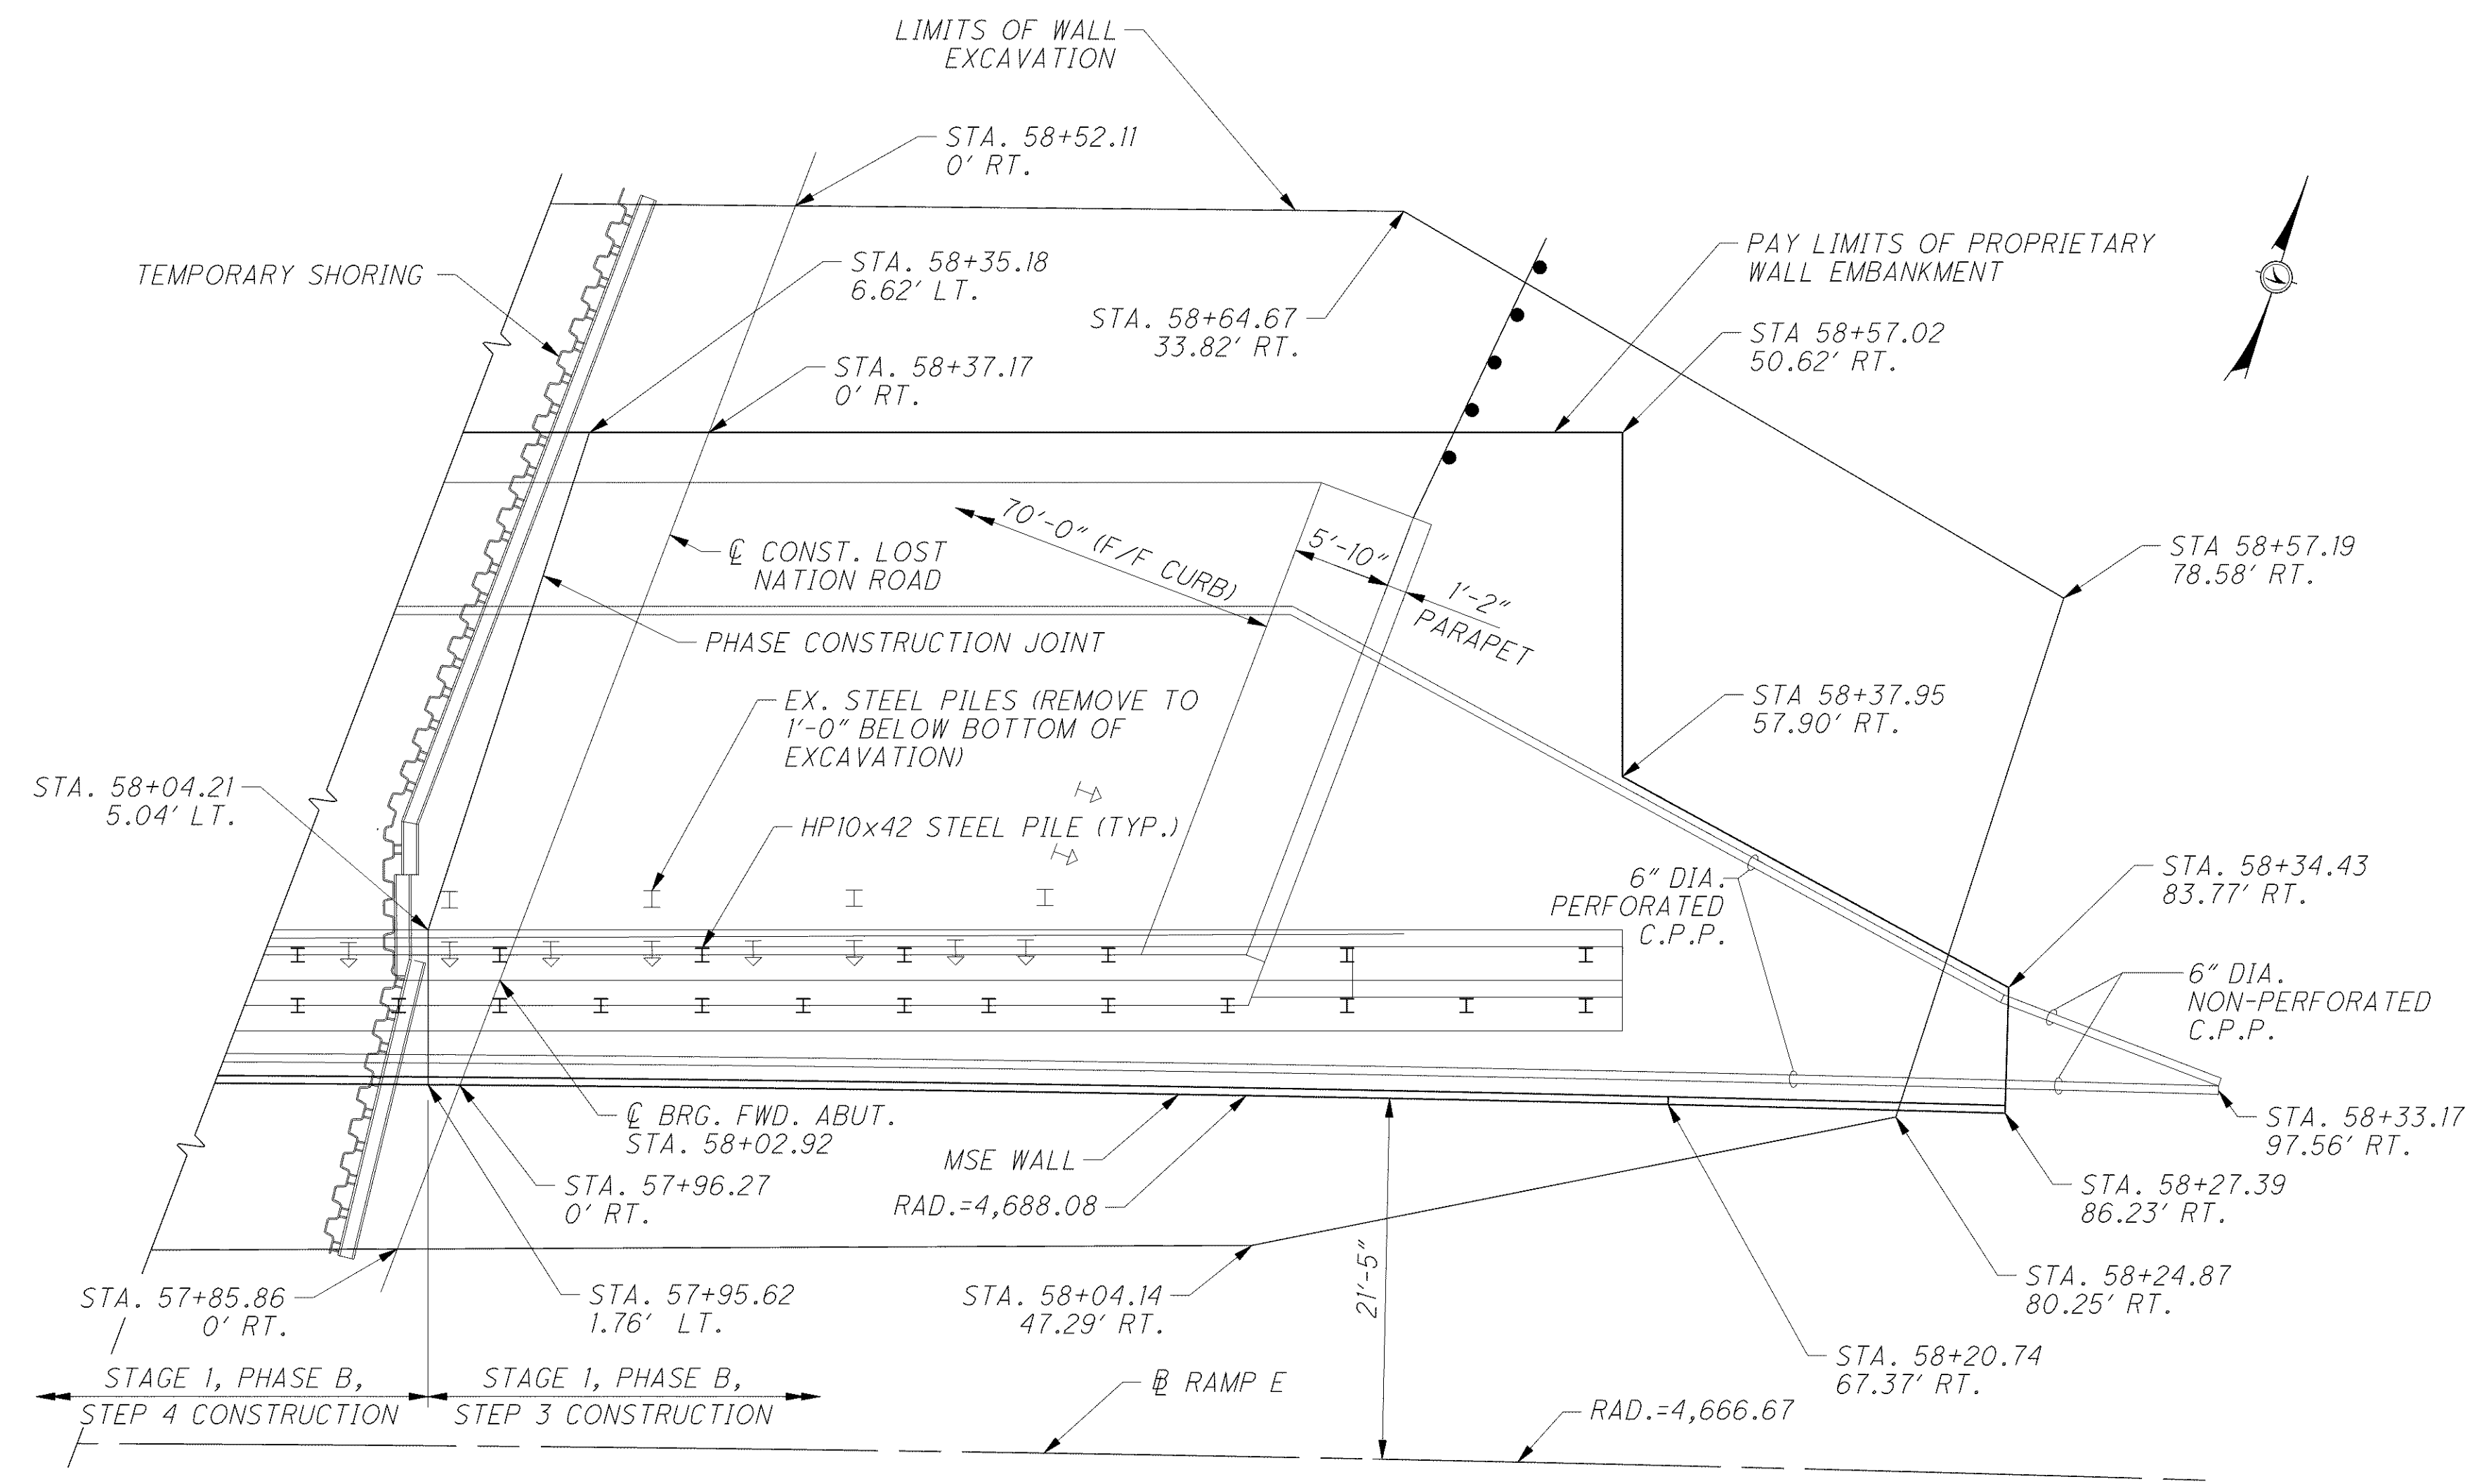 LIMITS OF WALL
EXCAVATION
STA. 58+52.11
0' RT.
TEMPORARY SHORING
STA. 58+35.18
6.62' LT.
STA. 58+37.17
0' RT.
STA. 58+64.67
33.82' RT.
PAY LIMITS OF PROPRIETARY
WALL EMBANKMENT
STA 58+57.02
50.62' RT.
70'-0" (F/F CURB)
5'-10"
1'-2"
PARAPET
℄ CONST. LOST
NATION ROAD
PHASE CONSTRUCTION JOINT
STA 58+57.19
78.58' RT.
EX. STEEL PILES (REMOVE TO
1'-0" BELOW BOTTOM OF
EXCAVATION)
STA 58+37.95
57.90' RT.
STA. 58+04.21
5.04' LT.
HP10x42 STEEL PILE (TYP.)
6" DIA.
PERFORATED
C.P.P.
STA. 58+34.43
83.77' RT.
6" DIA.
NON-PERFORATED
C.P.P.
℄ BRG. FWD. ABUT.
STA. 58+02.92
MSE WALL
RAD.=4,688.08
STA. 57+96.27
0' RT.
STA. 58+33.17
97.56' RT.
STA. 58+27.39
86.23' RT.
STA. 57+85.86
0' RT.
STA. 57+95.62
1.76' LT.
STA. 58+04.14
47.29' RT.
21'-5"
STA. 58+24.87
80.25' RT.
STA. 58+20.74
67.37' RT.
STAGE 1, PHASE B,
STEP 4 CONSTRUCTION
STAGE 1, PHASE B,
STEP 3 CONSTRUCTION
BL RAMP E
RAD.=4,666.67